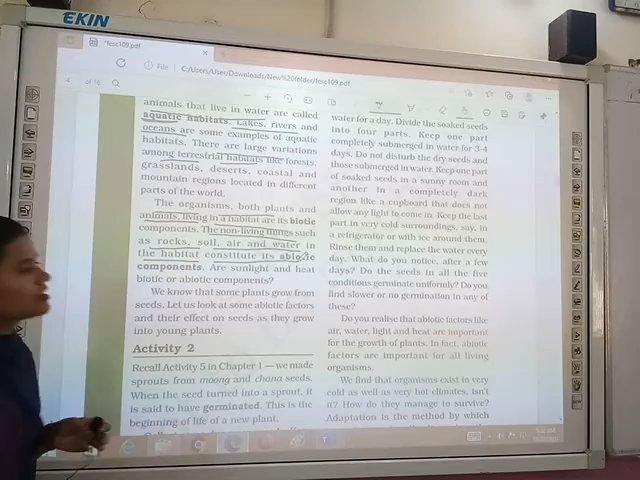 EKIN
*fesc109.pdf
File
C:/Users/User/Downloads/New%20folder/fesc109.pdf
4 of 16
animals that live in water are called
aquatic habitats. Lakes, rivers and
oceans are some examples of aquatic
habitats. There are large variations
among terrestrial habitats like forests,
grasslands, deserts, coastal and
mountain regions located in different
parts of the world.
The organisms, both plants and
animals, living in a habitat are its biotic
components. The non-living things such
as rocks, soil, air and water in
the habitat constitute its abiotic
components. Are sunlight and heat
biotic or abiotic components?
We know that some plants grow from
seeds. Let us look at some abiotic factors
and their effect on seeds as they grow
into young plants.
Activity 2
Recall Activity 5 in Chapter 1 — we made
sprouts from moong and chana seeds.
When the seed turned into a sprout, it
is said to have germinated. This is the
beginning of life of a new plant.
water for a day. Divide the soaked seeds
into four parts. Keep one part
completely submerged in water for 3-4
days. Do not disturb the dry seeds and
those submerged in water. Keep one part
of soaked seeds in a sunny room and
another in a completely dark
region like a cupboard that does not
allow any light to come in. Keep the last
part in very cold surroundings, say, in
a refrigerator or with ice around them.
Rinse them and replace the water every
day. What do you notice, after a few
days? Do the seeds in all the five
conditions germinate uniformly? Do you
find slower or no germination in any of
these?
Do you realise that abiotic factors like
air, water, light and heat are important
for the growth of plants. In fact, abiotic
factors are important for all living
organisms.
We find that organisms exist in very
cold as well as very hot climates, isn't
it? How do they manage to survive?
Adaptation is the method by which